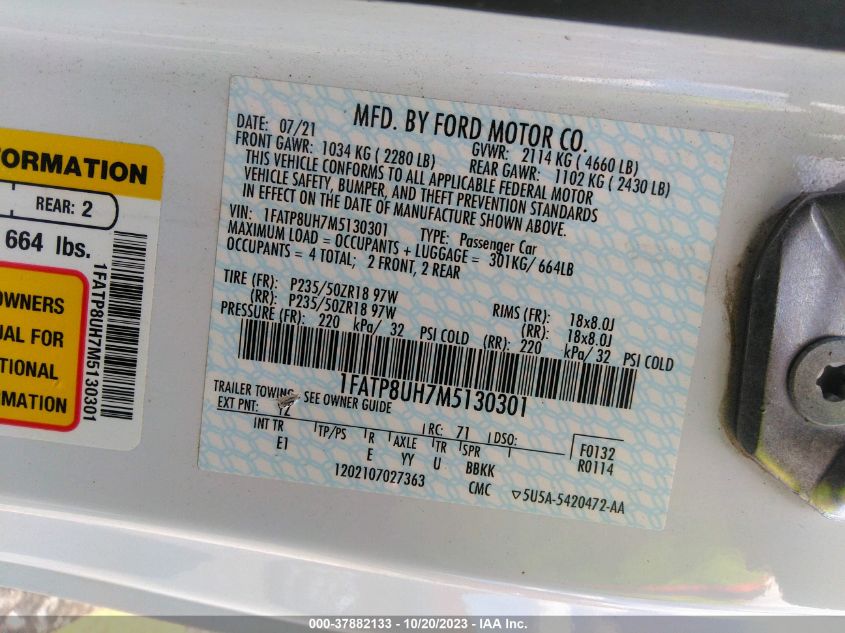 ORMATION
REAR: 2
664 lbs.
OWNERS
UAL FOR
TIONAL
1FATP8UH7M5130301
MFD. BY FORD MOTOR CO.
DATE: 07/21 GVWR: 2114 KG ( 4660 LB)
FRONT GAWR: 1034 KG ( 2280 LB) REAR GAWR: 1102 KG ( 2430 LB)
THIS VEHICLE CONFORMS TO ALL APPLICABLE FEDERAL MOTOR
VEHICLE SAFETY, BUMPER, AND THEFT PREVENTION STANDARDS
IN EFFECT ON THE DATE OF MANUFACTURE SHOWN ABOVE.
VIN: 1FATP8UH7M5130301 TYPE: Passenger Car
MAXIMUM LOAD = OCCUPANTS + LUGGAGE = 301KG/ 664LB
OCCUPANTS = 4 TOTAL; 2 FRONT, 2 REAR
TIRE (FR): P235/50ZR18 97W RIMS (FR): 18x8.0J
(RR): P235/50ZR18 97W (RR): 18x8.0J
PRESSURE (FR): 220 kPa/ 32 PSI COLD (RR): 220 kPa/ 32 PSI COLD
1FATP8UH7M5130301
TRAILER TOWING SEE OWNER GUIDE
EXT PNT: RC: 71 DSO: F0132
INT TR TP/PS R AXLE TR SPR R0114
E1 E YY U BBKK
1202107027363 CMC 5U5A-5420472-AA
000-37882133 - 10/20/2023 - IAA Inc.